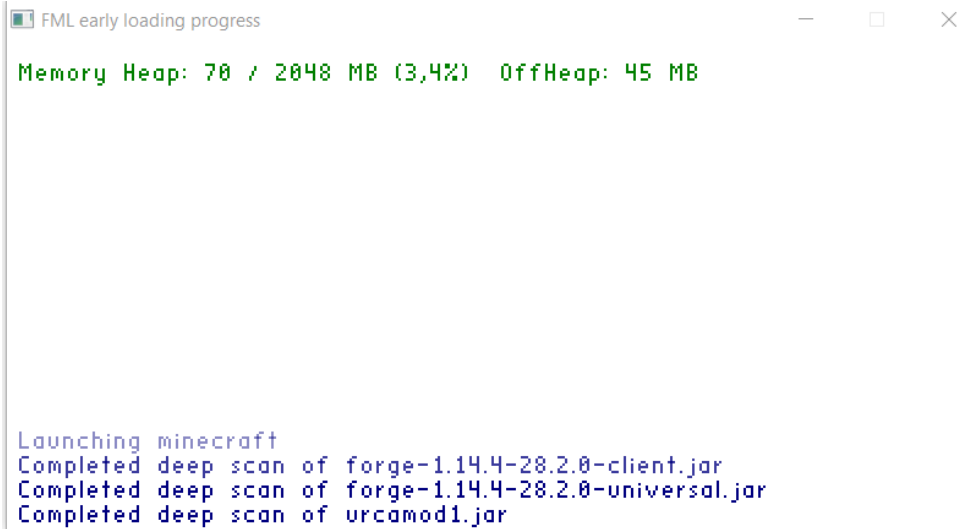 FML early loading progress
Memory Heap: 70 / 2048 MB (3,4%)  OffHeap: 45 MB
Launching minecraft
Completed deep scan of forge-1.14.4-28.2.0-client.jar
Completed deep scan of forge-1.14.4-28.2.0-universal.jar
Completed deep scan of urcamod1.jar